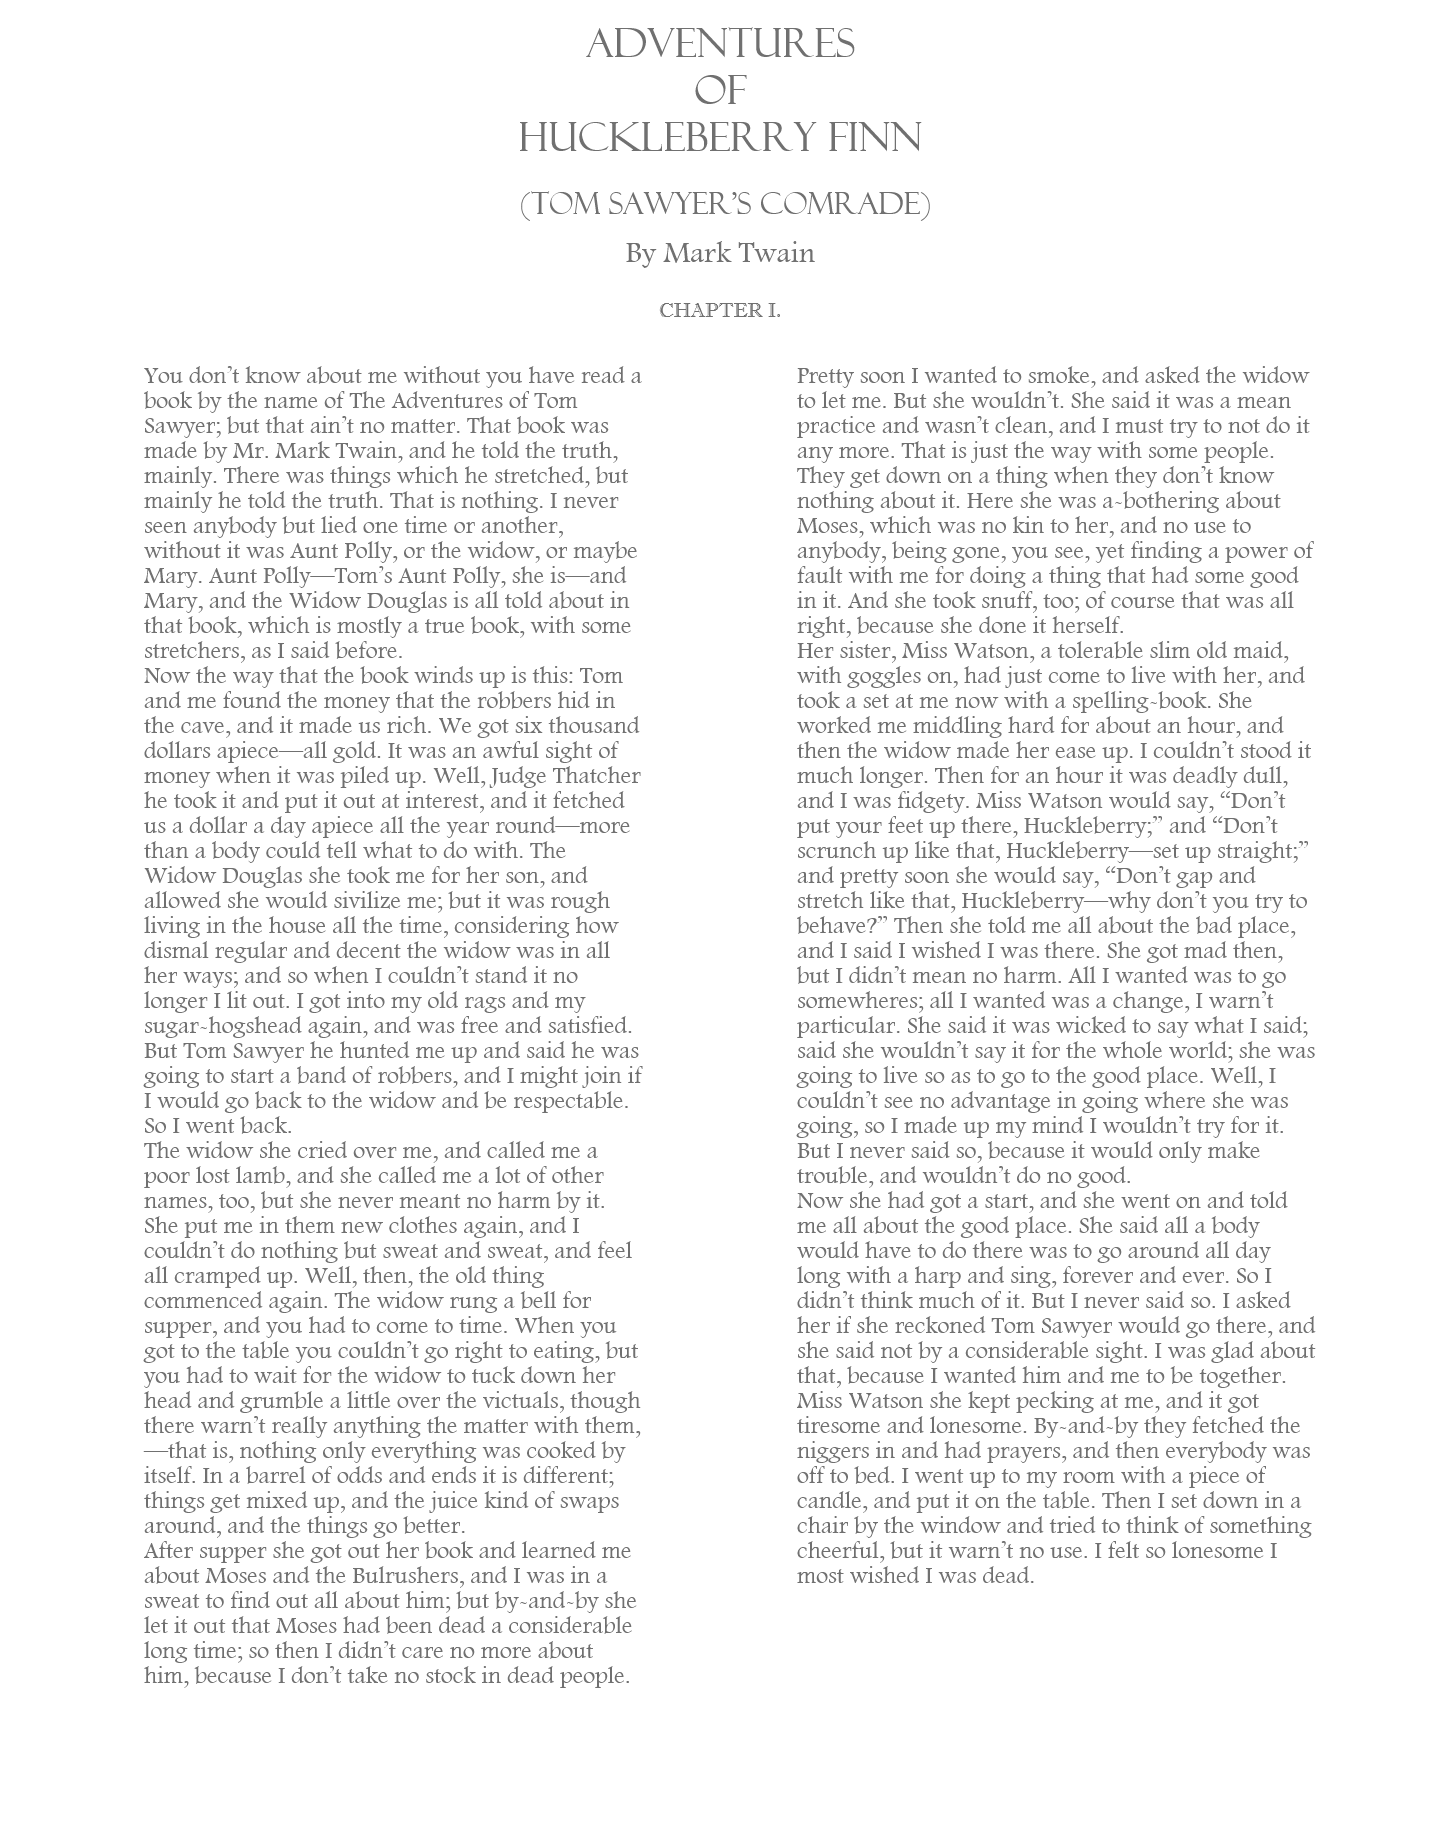 ADVENTURES
OF
HUCKLEBERRY FINN
(TOM SAWYER’S COMRADE)
By Mark Twain
CHAPTER I.
You don’t know about me without you have read a
book by the name of The Adventures of Tom
Sawyer; but that ain’t no matter. That book was
made by Mr. Mark Twain, and he told the truth,
mainly. There was things which he stretched, but
mainly he told the truth. That is nothing. I never
seen anybody but lied one time or another,
without it was Aunt Polly, or the widow, or maybe
Mary. Aunt Polly—Tom’s Aunt Polly, she is—and
Mary, and the Widow Douglas is all told about in
that book, which is mostly a true book, with some
stretchers, as I said before.
Now the way that the book winds up is this: Tom
and me found the money that the robbers hid in
the cave, and it made us rich. We got six thousand
dollars apiece—all gold. It was an awful sight of
money when it was piled up. Well, Judge Thatcher
he took it and put it out at interest, and it fetched
us a dollar a day apiece all the year round—more
than a body could tell what to do with. The
Widow Douglas she took me for her son, and
allowed she would sivilize me; but it was rough
living in the house all the time, considering how
dismal regular and decent the widow was in all
her ways; and so when I couldn’t stand it no
longer I lit out. I got into my old rags and my
sugar-hogshead again, and was free and satisfied.
But Tom Sawyer he hunted me up and said he was
going to start a band of robbers, and I might join if
I would go back to the widow and be respectable.
So I went back.
The widow she cried over me, and called me a
poor lost lamb, and she called me a lot of other
names, too, but she never meant no harm by it.
She put me in them new clothes again, and I
couldn’t do nothing but sweat and sweat, and feel
all cramped up. Well, then, the old thing
commenced again. The widow rung a bell for
supper, and you had to come to time. When you
got to the table you couldn’t go right to eating, but
you had to wait for the widow to tuck down her
head and grumble a little over the victuals, though
there warn’t really anything the matter with them,
—that is, nothing only everything was cooked by
itself. In a barrel of odds and ends it is different;
things get mixed up, and the juice kind of swaps
around, and the things go better.
After supper she got out her book and learned me
about Moses and the Bulrushers, and I was in a
sweat to find out all about him; but by-and-by she
let it out that Moses had been dead a considerable
long time; so then I didn’t care no more about
him, because I don’t take no stock in dead people.
Pretty soon I wanted to smoke, and asked the widow
to let me. But she wouldn’t. She said it was a mean
practice and wasn’t clean, and I must try to not do it
any more. That is just the way with some people.
They get down on a thing when they don’t know
nothing about it. Here she was a-bothering about
Moses, which was no kin to her, and no use to
anybody, being gone, you see, yet finding a power of
fault with me for doing a thing that had some good
in it. And she took snuff, too; of course that was all
right, because she done it herself.
Her sister, Miss Watson, a tolerable slim old maid,
with goggles on, had just come to live with her, and
took a set at me now with a spelling-book. She
worked me middling hard for about an hour, and
then the widow made her ease up. I couldn’t stood it
much longer. Then for an hour it was deadly dull,
and I was fidgety. Miss Watson would say, “Don’t
put your feet up there, Huckleberry;” and “Don’t
scrunch up like that, Huckleberry—set up straight;”
and pretty soon she would say, “Don’t gap and
stretch like that, Huckleberry—why don’t you try to
behave?” Then she told me all about the bad place,
and I said I wished I was there. She got mad then,
but I didn’t mean no harm. All I wanted was to go
somewheres; all I wanted was a change, I warn’t
particular. She said it was wicked to say what I said;
said she wouldn’t say it for the whole world; she was
going to live so as to go to the good place. Well, I
couldn’t see no advantage in going where she was
going, so I made up my mind I wouldn’t try for it.
But I never said so, because it would only make
trouble, and wouldn’t do no good.
Now she had got a start, and she went on and told
me all about the good place. She said all a body
would have to do there was to go around all day
long with a harp and sing, forever and ever. So I
didn’t think much of it. But I never said so. I asked
her if she reckoned Tom Sawyer would go there, and
she said not by a considerable sight. I was glad about
that, because I wanted him and me to be together.
Miss Watson she kept pecking at me, and it got
tiresome and lonesome. By-and-by they fetched the
niggers in and had prayers, and then everybody was
off to bed. I went up to my room with a piece of
candle, and put it on the table. Then I set down in a
chair by the window and tried to think of something
cheerful, but it warn’t no use. I felt so lonesome I
most wished I was dead.